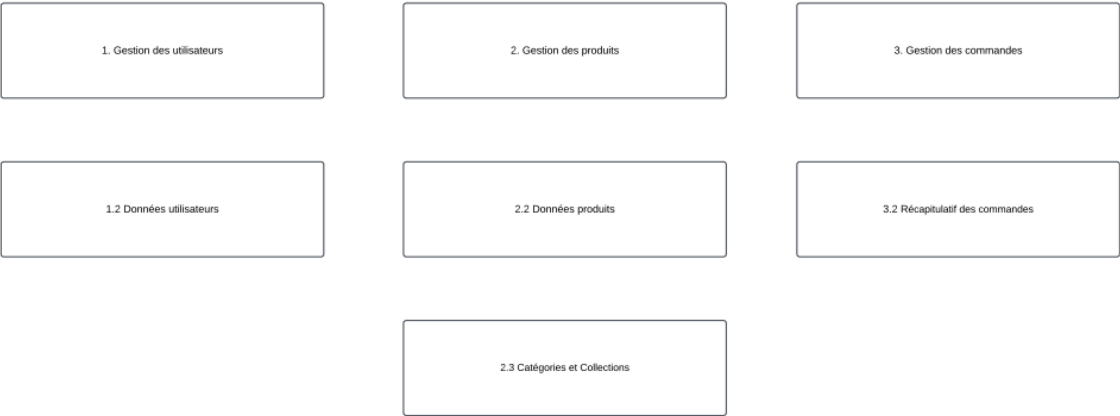 1. Gestion des utilisateurs
2. Gestion des produits
3. Gestion des commandes
1.2 Données utilisateurs
2.2 Données produits
3.2 Récapitulatif des commandes
2.3 Catégories et Collections